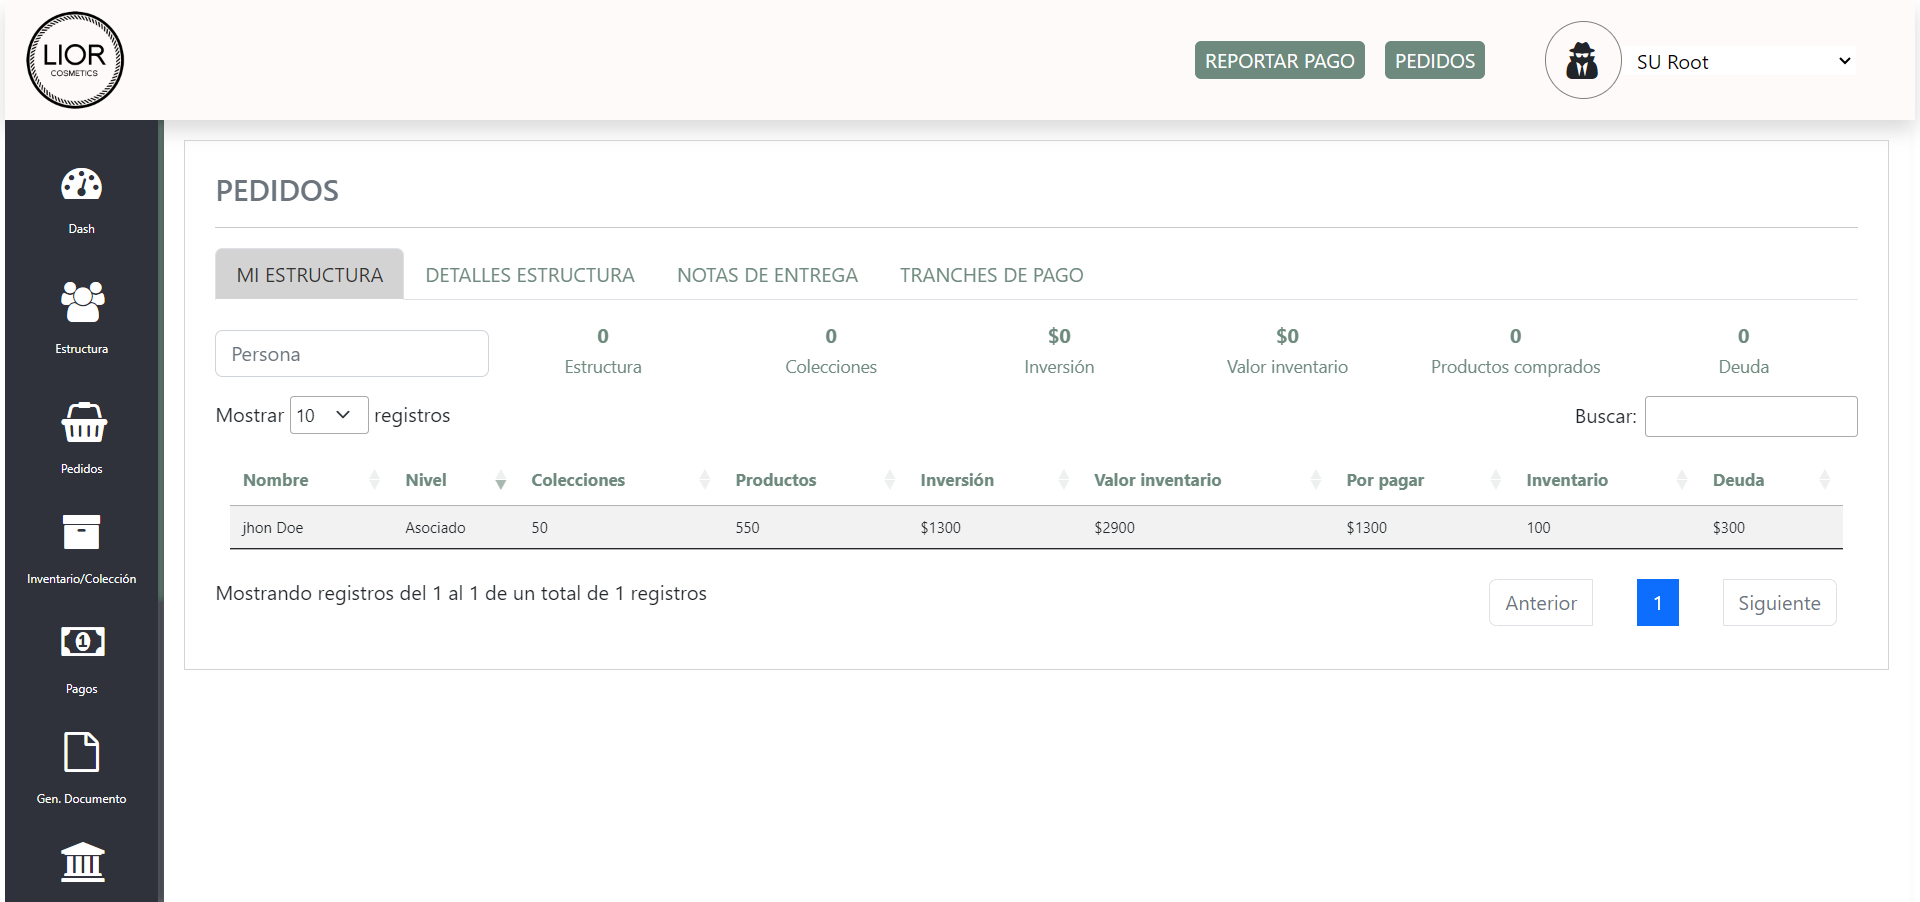 LIOR
COSMETICS
REPORTAR PAGO
PEDIDOS
SU Root
Dash
Estructura
Pedidos
Inventario/Colección
Pagos
Gen. Documento
PEDIDOS
MI ESTRUCTURA
DETALLES ESTRUCTURA
NOTAS DE ENTREGA
TRANCHES DE PAGO
Persona
0
Estructura
0
Colecciones
$0
Inversión
$0
Valor inventario
0
Productos comprados
0
Deuda
Mostrar 10 registros
Buscar:
Nombre Nivel Colecciones Productos Inversión Valor inventario Por pagar Inventario Deuda
jhon Doe Asociado 50 550 $1300 $2900 $1300 100 $300
Mostrando registros del 1 al 1 de un total de 1 registros
Anterior 1 Siguiente